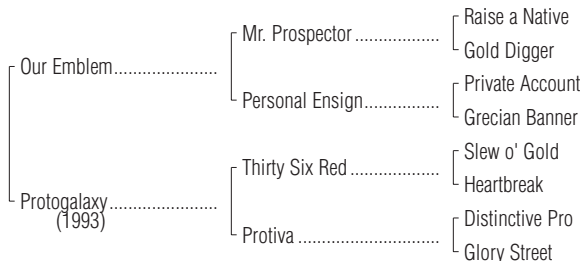 Raise a Native
Mr. Prospector ..................
Gold Digger
Our Emblem......................
Private Account
Personal Ensign................
Grecian Banner
Slew o' Gold
Thirty Six Red ...................
Heartbreak
Protogalaxy.......................
(1993)
Distinctive Pro
Protiva ..............................
Glory Street